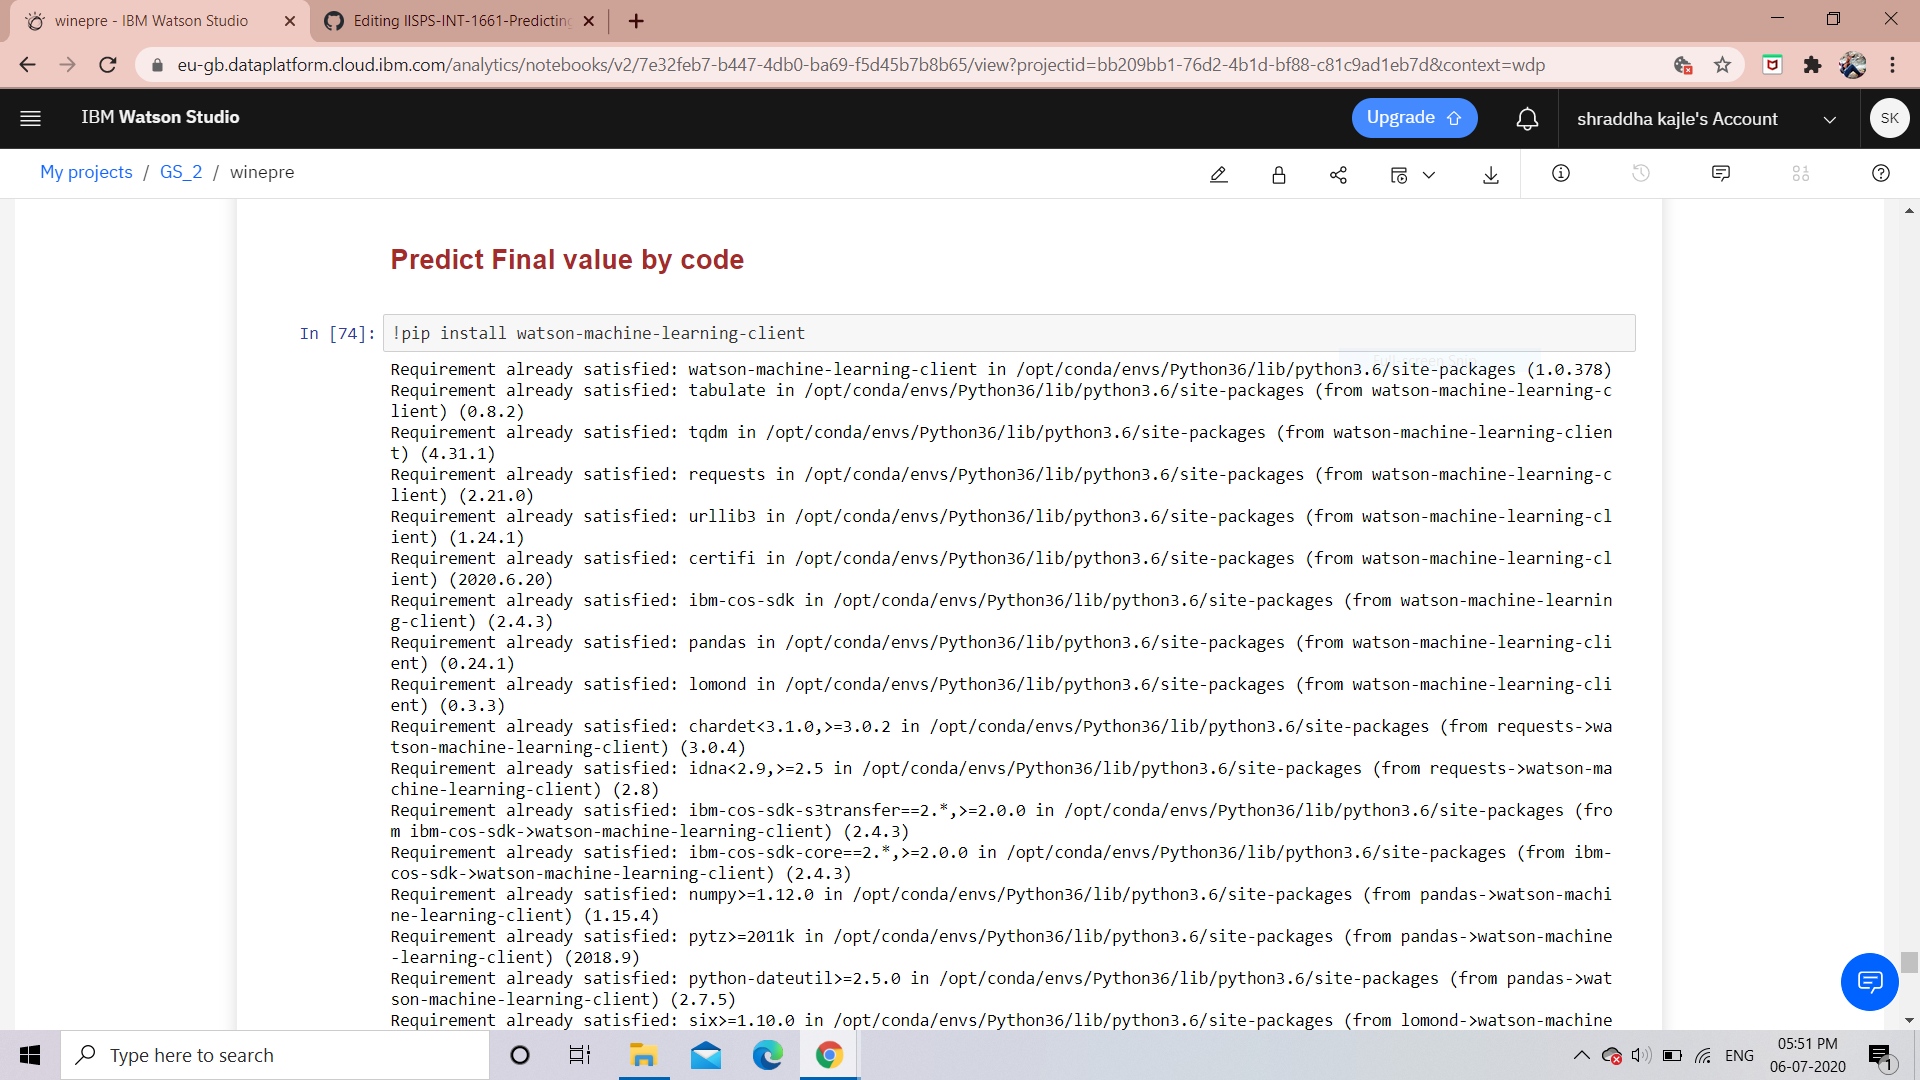 winepre - IBM Watson Studio
Editing IISPS-INT-1661-Predicting
eu-gb.dataplatform.cloud.ibm.com/analytics/notebooks/v2/7e32feb7-b447-4db0-ba69-f5d45b7b8b65/view?projectid=bb209bb1-76d2-4b1d-bf88-c81c9ad1eb7d&context=wdp
IBM Watson Studio
Upgrade
shraddha kajle's Account
SK
My projects / GS_2 / winepre
Predict Final value by code
In [74]: !pip install watson-machine-learning-client
Requirement already satisfied: watson-machine-learning-client in /opt/conda/envs/Python36/lib/python3.6/site-packages (1.0.378)
Requirement already satisfied: tabulate in /opt/conda/envs/Python36/lib/python3.6/site-packages (from watson-machine-learning-c
lient) (0.8.2)
Requirement already satisfied: tqdm in /opt/conda/envs/Python36/lib/python3.6/site-packages (from watson-machine-learning-clien
t) (4.31.1)
Requirement already satisfied: requests in /opt/conda/envs/Python36/lib/python3.6/site-packages (from watson-machine-learning-c
lient) (2.21.0)
Requirement already satisfied: urllib3 in /opt/conda/envs/Python36/lib/python3.6/site-packages (from watson-machine-learning-cl
ient) (1.24.1)
Requirement already satisfied: certifi in /opt/conda/envs/Python36/lib/python3.6/site-packages (from watson-machine-learning-cl
ient) (2020.6.20)
Requirement already satisfied: ibm-cos-sdk in /opt/conda/envs/Python36/lib/python3.6/site-packages (from watson-machine-learnin
g-client) (2.4.3)
Requirement already satisfied: pandas in /opt/conda/envs/Python36/lib/python3.6/site-packages (from watson-machine-learning-cli
ent) (0.24.1)
Requirement already satisfied: lomond in /opt/conda/envs/Python36/lib/python3.6/site-packages (from watson-machine-learning-cli
ent) (0.3.3)
Requirement already satisfied: chardet<3.1.0,>=3.0.2 in /opt/conda/envs/Python36/lib/python3.6/site-packages (from requests->wa
tson-machine-learning-client) (3.0.4)
Requirement already satisfied: idna<2.9,>=2.5 in /opt/conda/envs/Python36/lib/python3.6/site-packages (from requests->watson-ma
chine-learning-client) (2.8)
Requirement already satisfied: ibm-cos-sdk-s3transfer==2.*,>=2.0.0 in /opt/conda/envs/Python36/lib/python3.6/site-packages (fro
m ibm-cos-sdk->watson-machine-learning-client) (2.4.3)
Requirement already satisfied: ibm-cos-sdk-core==2.*,>=2.0.0 in /opt/conda/envs/Python36/lib/python3.6/site-packages (from ibm-
cos-sdk->watson-machine-learning-client) (2.4.3)
Requirement already satisfied: numpy>=1.12.0 in /opt/conda/envs/Python36/lib/python3.6/site-packages (from pandas->watson-machi
ne-learning-client) (1.15.4)
Requirement already satisfied: pytz>=2011k in /opt/conda/envs/Python36/lib/python3.6/site-packages (from pandas->watson-machine
-learning-client) (2018.9)
Requirement already satisfied: python-dateutil>=2.5.0 in /opt/conda/envs/Python36/lib/python3.6/site-packages (from pandas->wat
son-machine-learning-client) (2.7.5)
Requirement already satisfied: six>=1.10.0 in /opt/conda/envs/Python36/lib/python3.6/site-packages (from lomond->watson-machine
Type here to search
ENG
05:51 PM
06-07-2020
1